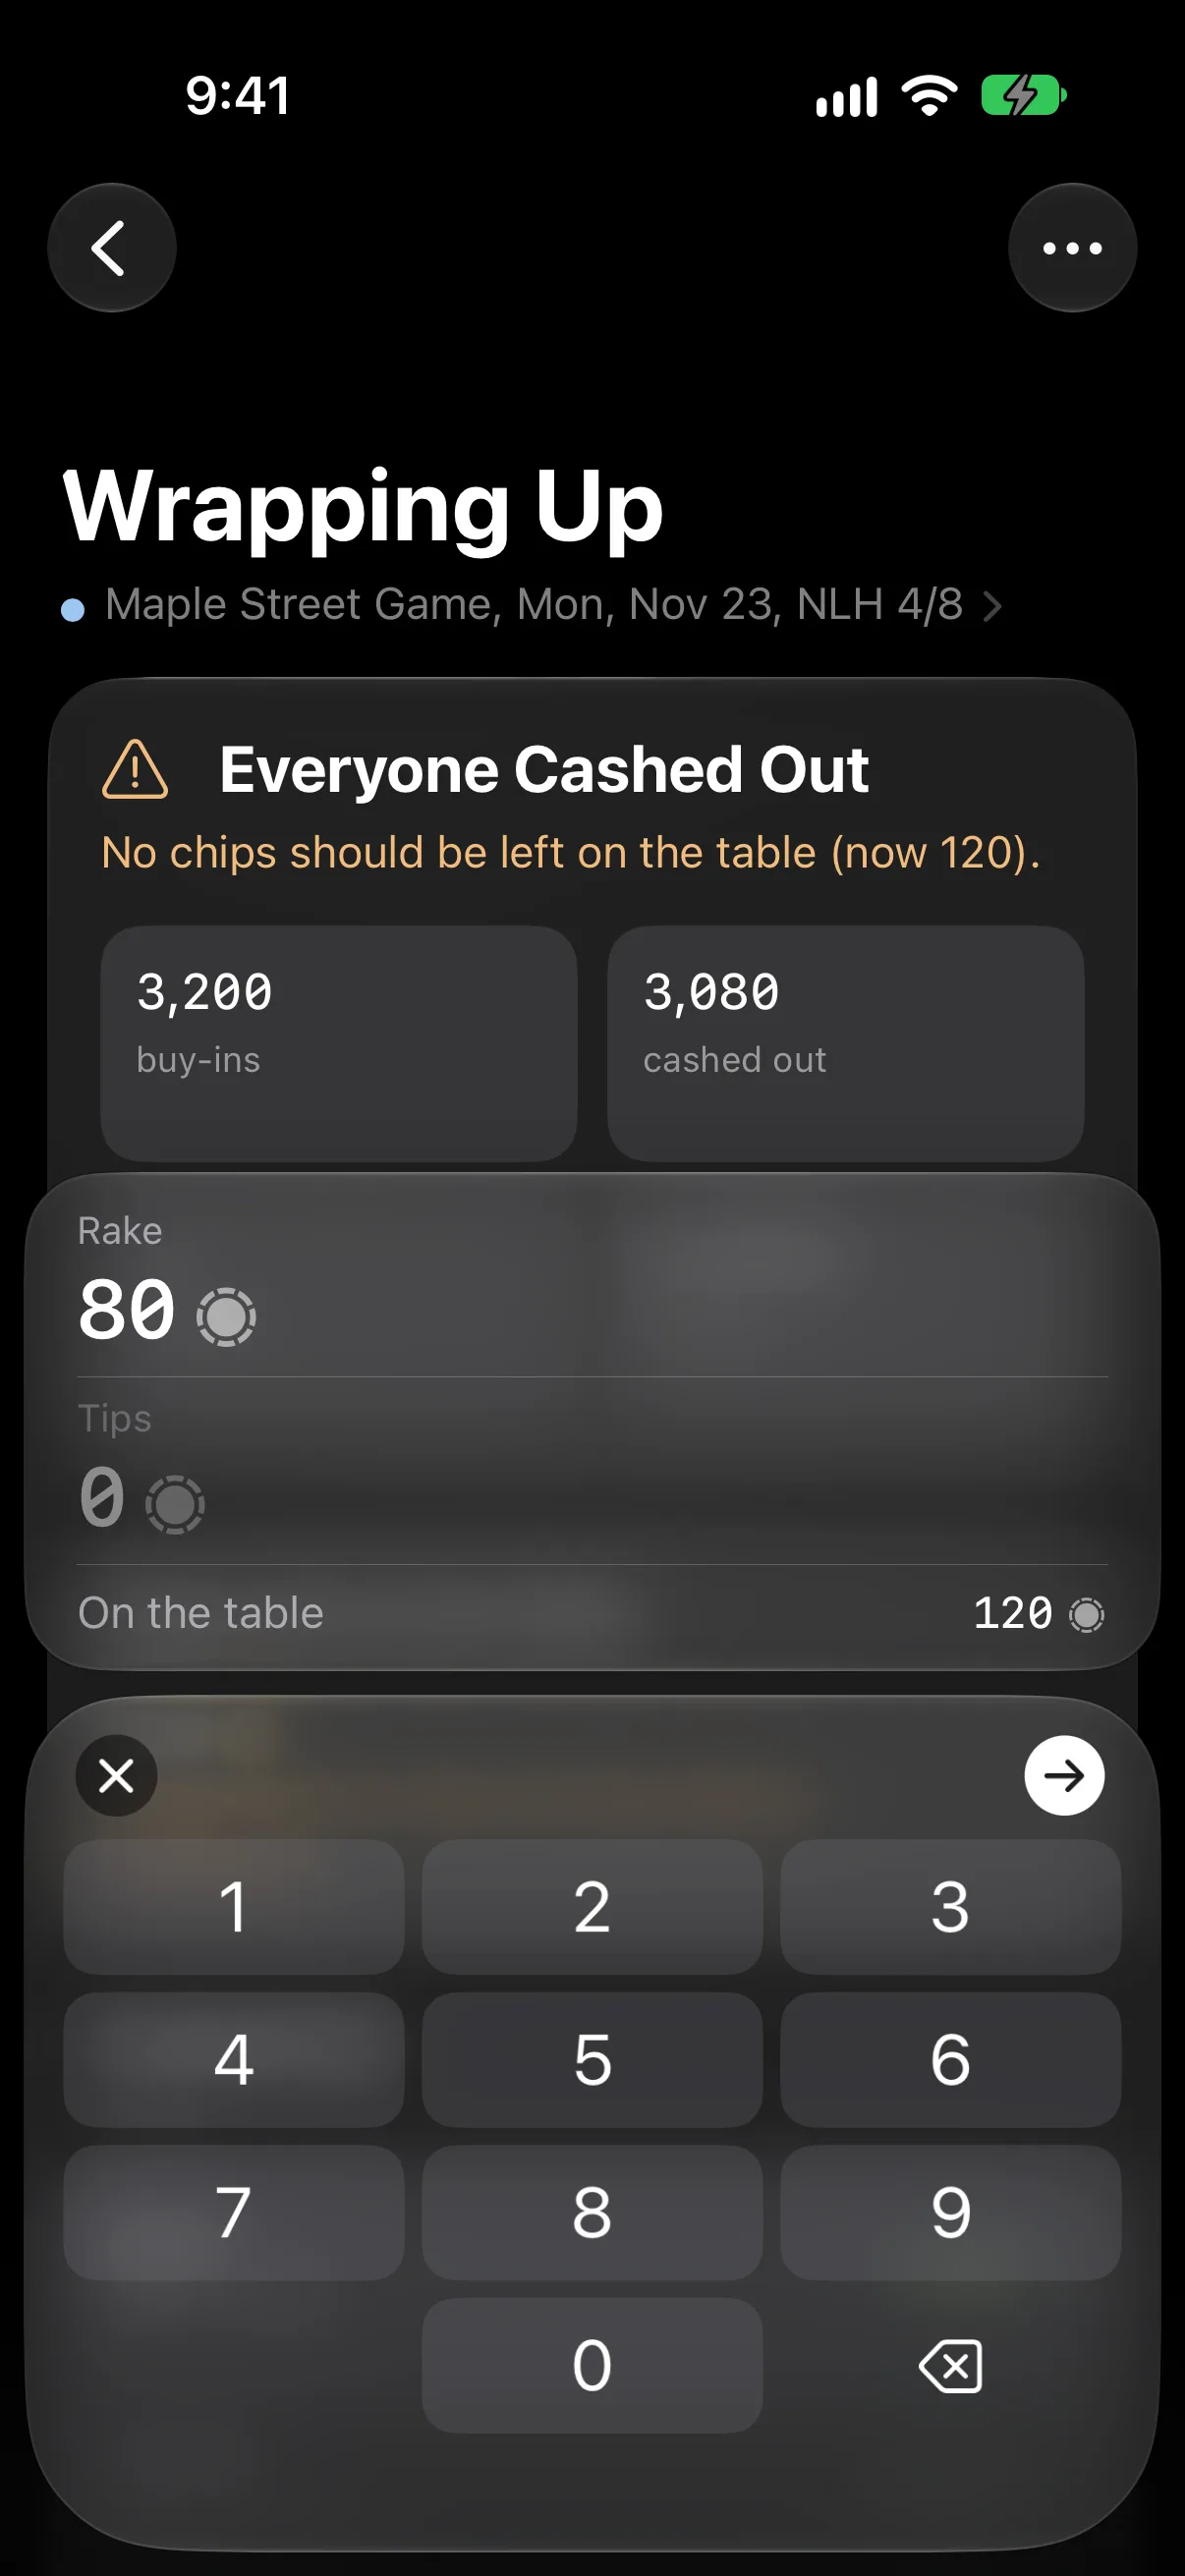 9:41
Wrapping Up
Maple Street Game, Mon, Nov 23, NLH 4/8
Everyone Cashed Out
No chips should be left on the table (now 120).
3,200
buy-ins
3,080
cashed out
Rake
80
Tips
0
On the table
120
1 2 3
4 5 6
7 8 9
0